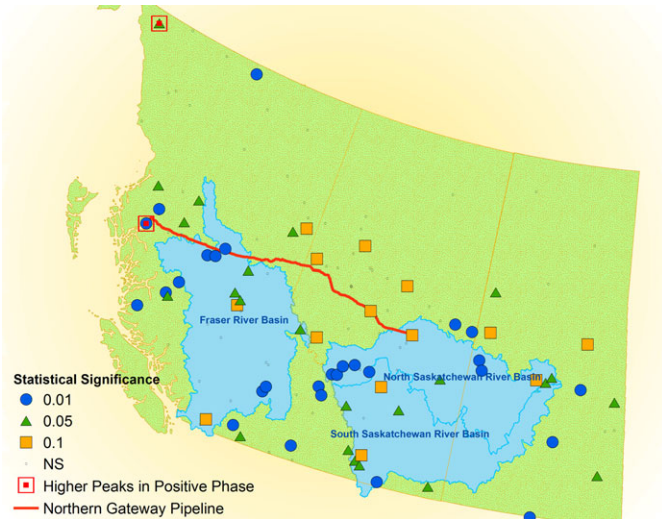 Fraser River Basin
North Saskatchewan River Basin
South Saskatchewan River Basin
Statistical Significance
0.01
0.05
0.1
NS
Higher Peaks in Positive Phase
Northern Gateway Pipeline